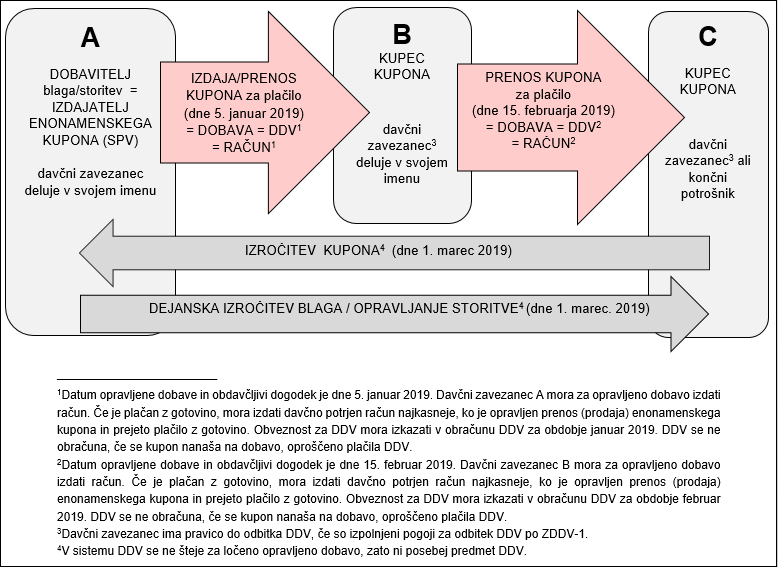 A
DOBAVITELJ
blaga/storitev =
IZDAJATELJ
ENONAMENSKEGA
KUPONA (SPV)
davčni zavezanec
deluje v svojem imenu
IZDAJA/PRENOS
KUPONA za plačilo
(dne 5. januar 2019)
= DOBAVA = DDV¹
= RAČUN¹
B
KUPEC
KUPONA
davčni
zavezanec³
deluje v svojem
imenu
PRENOS KUPONA
za plačilo
(dne 15. februarja 2019)
= DOBAVA = DDV²
= RAČUN²
C
KUPEC
KUPONA
davčni
zavezanec³ ali
končni
potrošnik
IZROČITEV KUPONA⁴ (dne 1. marec 2019)
DEJANSKA IZROČITEV BLAGA / OPRAVLJANJE STORITVE⁴ (dne 1. marec. 2019)
¹Datum opravljene dobave in obdavčljivi dogodek je dne 5. januar 2019. Davčni zavezanec A mora za opravljeno dobavo izdati
račun. Če je plačan z gotovino, mora izdati davčno potrjen račun najkasneje, ko je opravljen prenos (prodaja) enonamenskega
kupona in prejeto plačilo z gotovino. Obveznost za DDV mora izkazati v obračunu DDV za obdobje januar 2019. DDV se ne
obračuna, če se kupon nanaša na dobavo, oproščeno plačila DDV.
²Datum opravljene dobave in obdavčljivi dogodek je dne 15. februar 2019. Davčni zavezanec B mora za opravljeno dobavo
izdati račun. Če je plačan z gotovino, mora izdati davčno potrjen račun najkasneje, ko je opravljen prenos (prodaja)
enonamenskega kupona in prejeto plačilo z gotovino. Obveznost za DDV mora izkazati v obračunu DDV za obdobje februar
2019. DDV se ne obračuna, če se kupon nanaša na dobavo, oproščeno plačila DDV.
³Davčni zavezanec ima pravico do odbitka DDV, če so izpolnjeni pogoji za odbitek DDV po ZDDV-1.
⁴V sistemu DDV se ne šteje za ločeno opravljeno dobavo, zato ni posebej predmet DDV.